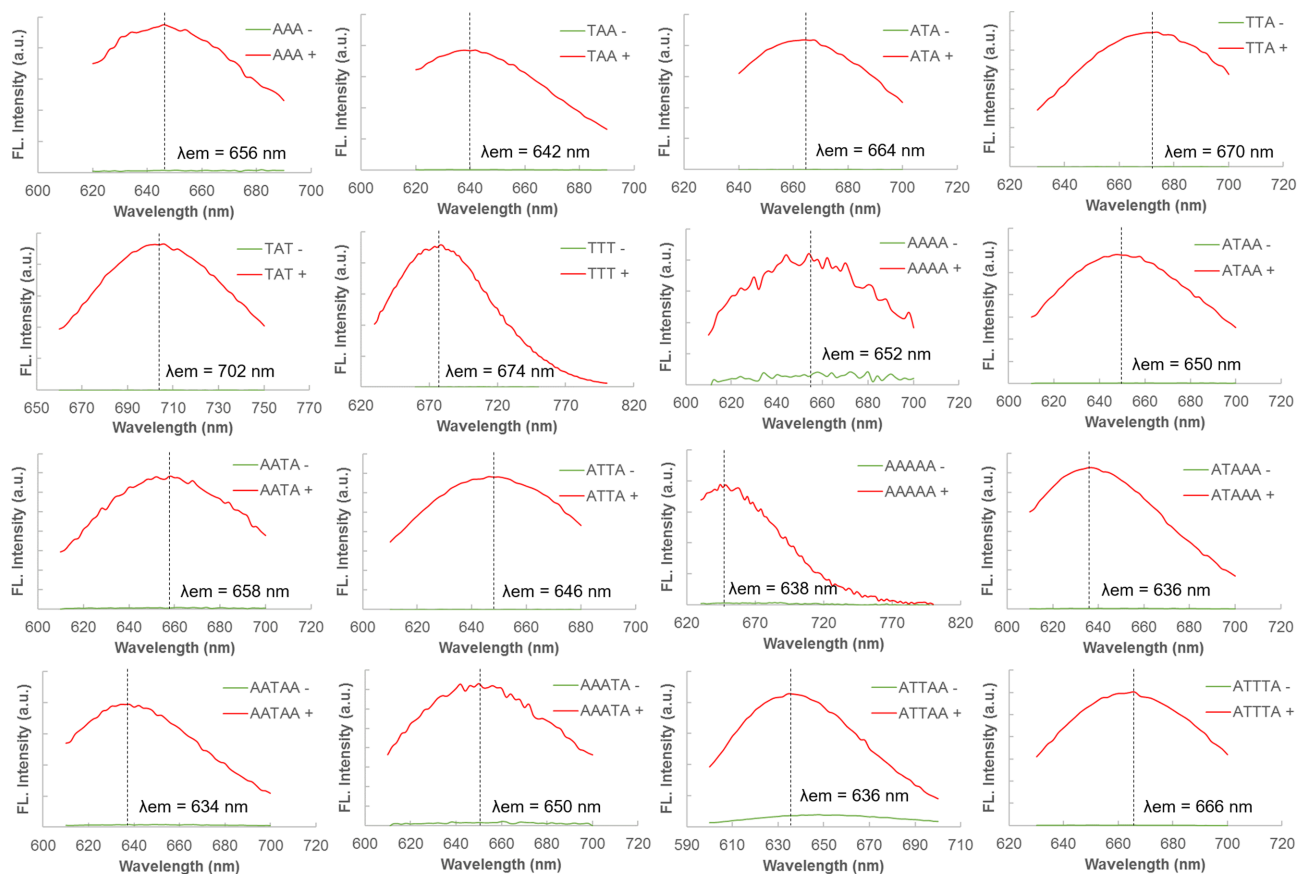 FL. Intensity (a.u.)
AAA -
AAA +
λem = 656 nm
600 620 640 660 680 700
Wavelength (nm)
FL. Intensity (a.u.)
TAA -
TAA +
λem = 642 nm
600 620 640 660 680 700
Wavelength (nm)
FL. Intensity (a.u.)
ATA -
ATA +
λem = 664 nm
620 640 660 680 700 720
Wavelength (nm)
FL. Intensity (a.u.)
TTA -
TTA +
λem = 670 nm
620 640 660 680 700 720
Wavelength (nm)
FL. Intensity (a.u.)
TAT -
TAT +
λem = 702 nm
650 670 690 710 730 750 770
Wavelength (nm)
FL. Intensity (a.u.)
TTT -
TTT +
λem = 674 nm
620 670 720 770 820
Wavelength (nm)
FL. Intensity (a.u.)
AAAA -
AAAA +
λem = 652 nm
600 620 640 660 680 700 720
Wavelength (nm)
FL. Intensity (a.u.)
ATAA -
ATAA +
λem = 650 nm
600 620 640 660 680 700 720
Wavelength (nm)
FL. Intensity (a.u.)
AATA -
AATA +
λem = 658 nm
600 620 640 660 680 700 720
Wavelength (nm)
FL. Intensity (a.u.)
ATTA -
ATTA +
λem = 646 nm
600 620 640 660 680 700
Wavelength (nm)
FL. Intensity (a.u.)
AAAAA -
AAAAA +
λem = 638 nm
620 670 720 770 820
Wavelength (nm)
FL. Intensity (a.u.)
ATAAA -
ATAAA +
λem = 636 nm
600 620 640 660 680 700 720
Wavelength (nm)
FL. Intensity (a.u.)
AATAA -
AATAA +
λem = 634 nm
600 620 640 660 680 700 720
Wavelength (nm)
FL. Intensity (a.u.)
AAATA -
AAATA +
λem = 650 nm
600 620 640 660 680 700 720
Wavelength (nm)
FL. Intensity (a.u.)
ATTAA -
ATTAA +
λem = 636 nm
590 610 630 650 670 690 710
Wavelength (nm)
FL. Intensity (a.u.)
ATTTA -
ATTTA +
λem = 666 nm
620 640 660 680 700 720
Wavelength (nm)